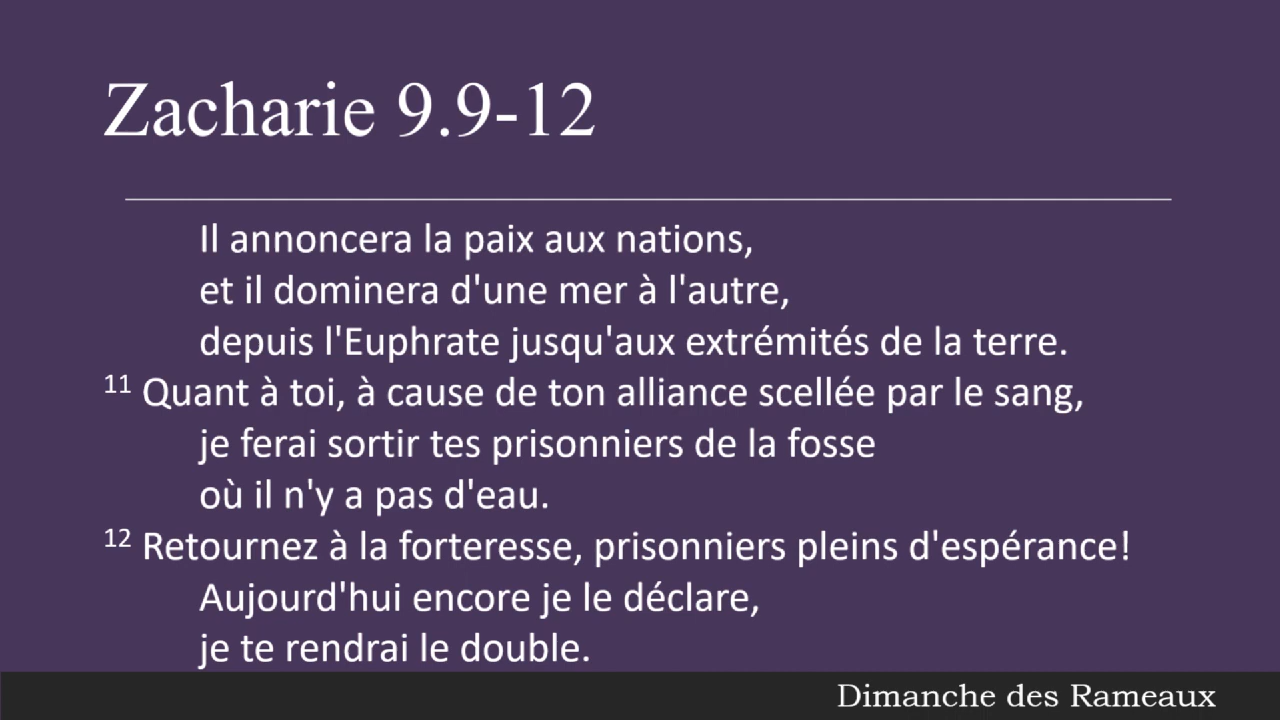 Zacharie 9.9-12
Il annoncera la paix aux nations,
et il dominera d'une mer à l'autre,
depuis l'Euphrate jusqu'aux extrémités de la terre.
11 Quant à toi, à cause de ton alliance scellée par le sang,
je ferai sortir tes prisonniers de la fosse
où il n'y a pas d'eau.
12 Retournez à la forteresse, prisonniers pleins d'espérance!
Aujourd'hui encore je le déclare,
je te rendrai le double.
Dimanche des Rameaux